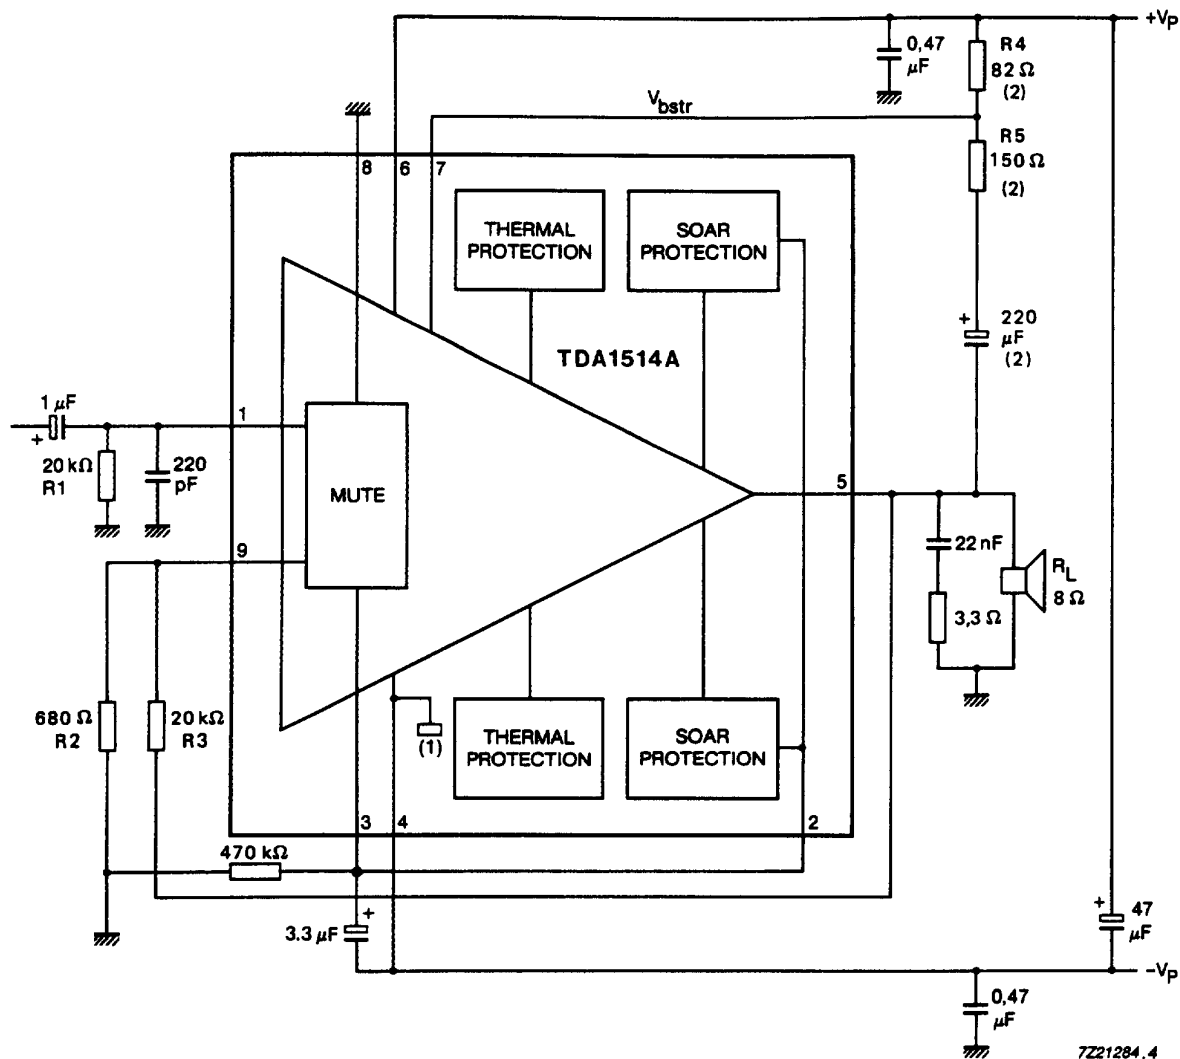 +VP
0,47
μF
R4
82 Ω
(2)
Vbstr
R5
150 Ω
(2)
8
6
7
THERMAL
PROTECTION
SOAR
PROTECTION
+
220
μF
(2)
TDA1514A
1 μF
+
1
20 kΩ
R1
220
pF
MUTE
5
9
22 nF
RL
8 Ω
3,3 Ω
680 Ω
R2
20 kΩ
R3
(1)
THERMAL
PROTECTION
SOAR
PROTECTION
3
4
2
470 kΩ
+
3.3 μF
+
47
μF
−VP
0,47
μF
7Z21284.4